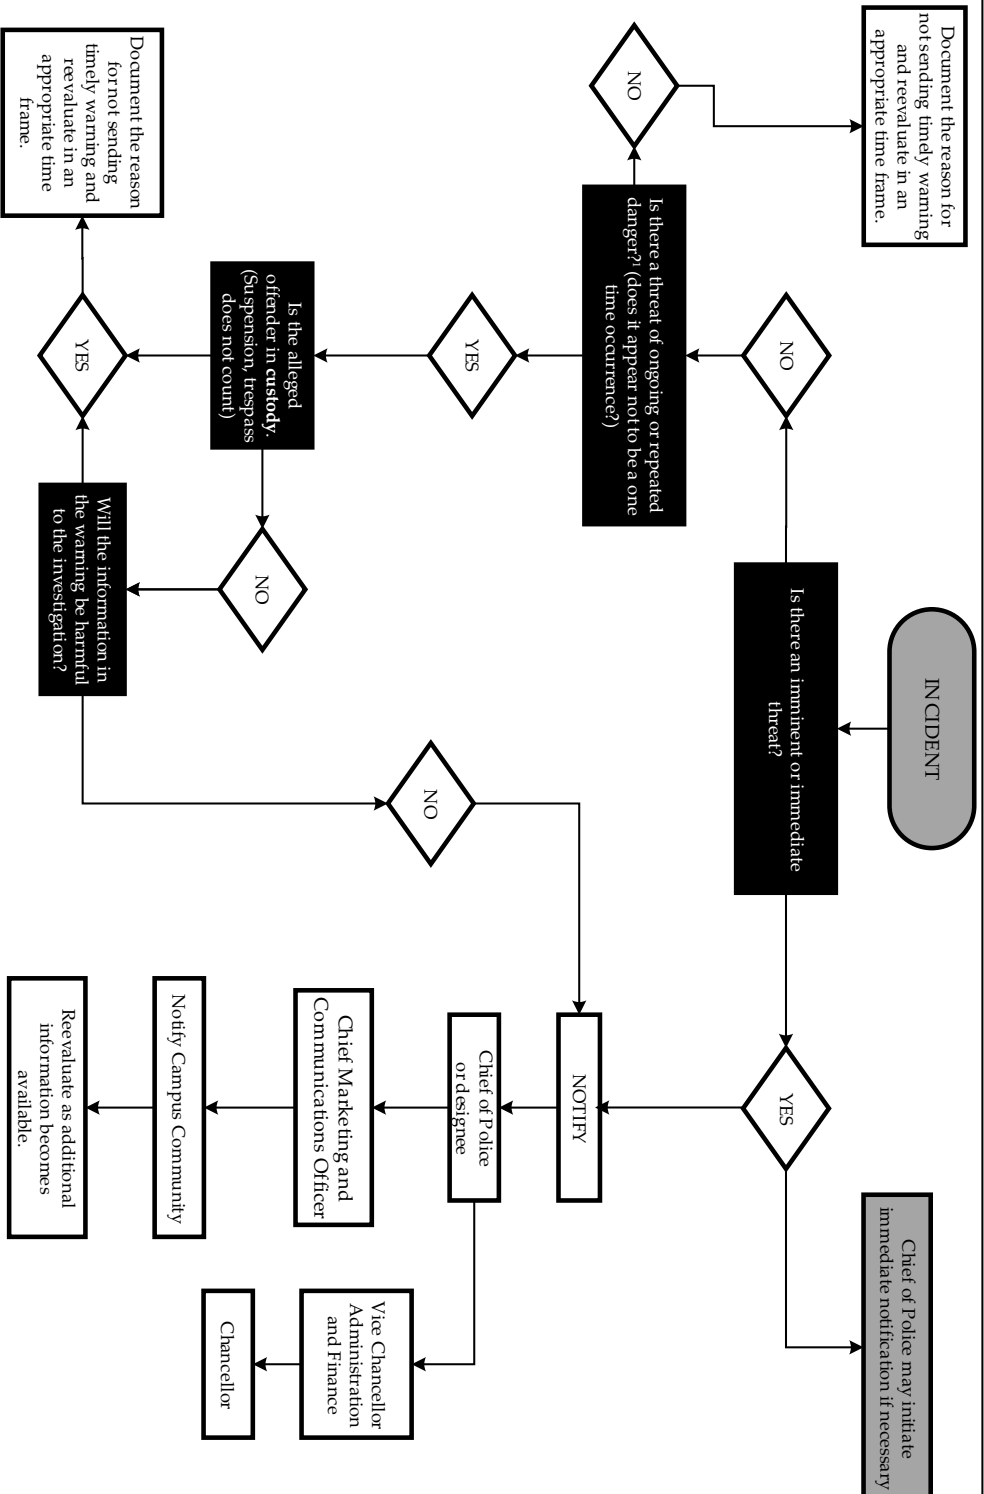 INCIDENT
Is there an imminent or immediate
threat?
NO
YES
Chief of Police may initiate
immediate notification if necessary
Document the reason for
not sending timely warning
and reevaluate in an
appropriate time frame.
NO
Is there a threat of ongoing or repeated
danger?¹ (does it appear not to be a one
time occurrence?)
NOTIFY
YES
NO
Chief of Police
or designee
Is the alleged
offender in custody.
(Suspension, trespass
does not count)
NO
Chief Marketing and
Communications Officer
Vice Chancellor
Administration
and Finance
Notify Campus Community
Chancellor
Document the reason
for not sending
timely warning and
reevaluate in an
appropriate time
frame.
YES
Will the information in
the warning be harmful
to the investigation?
Reevaluate as additional
information becomes
available.